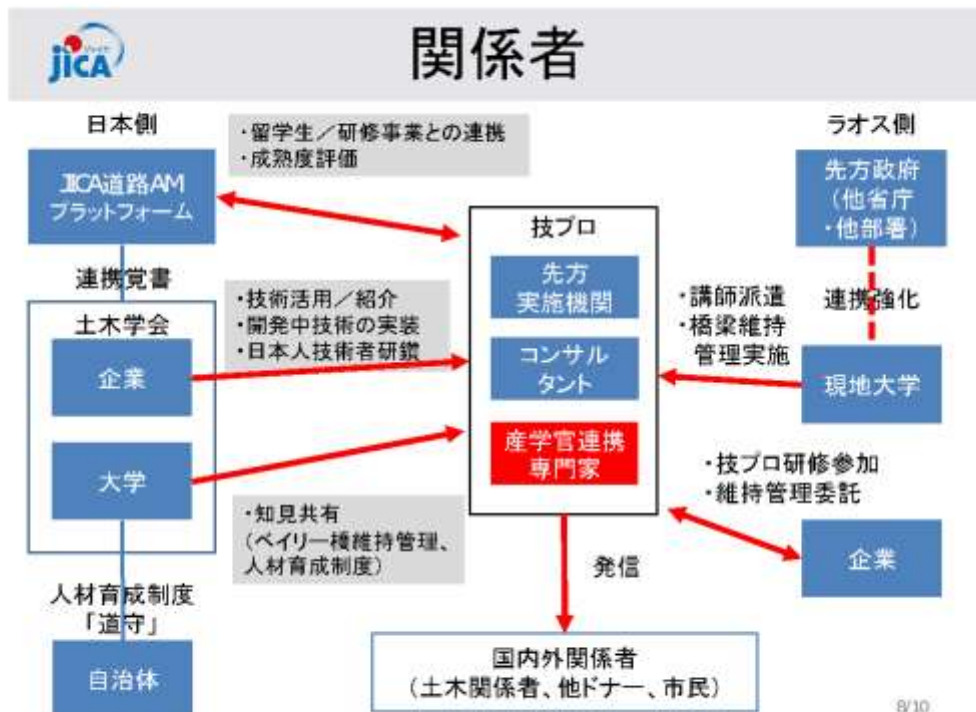 ジャイカ
JICA
関係者
日本側
JICA道路AM
プラットフォーム
連携覚書
土木学会
企業
大学
人材育成制度
「道守」
自治体
・留学生／研修事業との連携
・成熟度評価
・技術活用／紹介
・開発中技術の実装
・日本人技術者研鑽
・知見共有
(ベイリー橋維持管理、
人材育成制度)
技プロ
先方
実施機関
コンサル
タント
産学官連携
専門家
発信
国内外関係者
(土木関係者、他ドナー、市民)
ラオス側
先方政府
(他省庁
・他部署)
連携強化
・講師派遣
・橋梁維持
管理実施
現地大学
・技プロ研修参加
・維持管理委託
企業
8/10